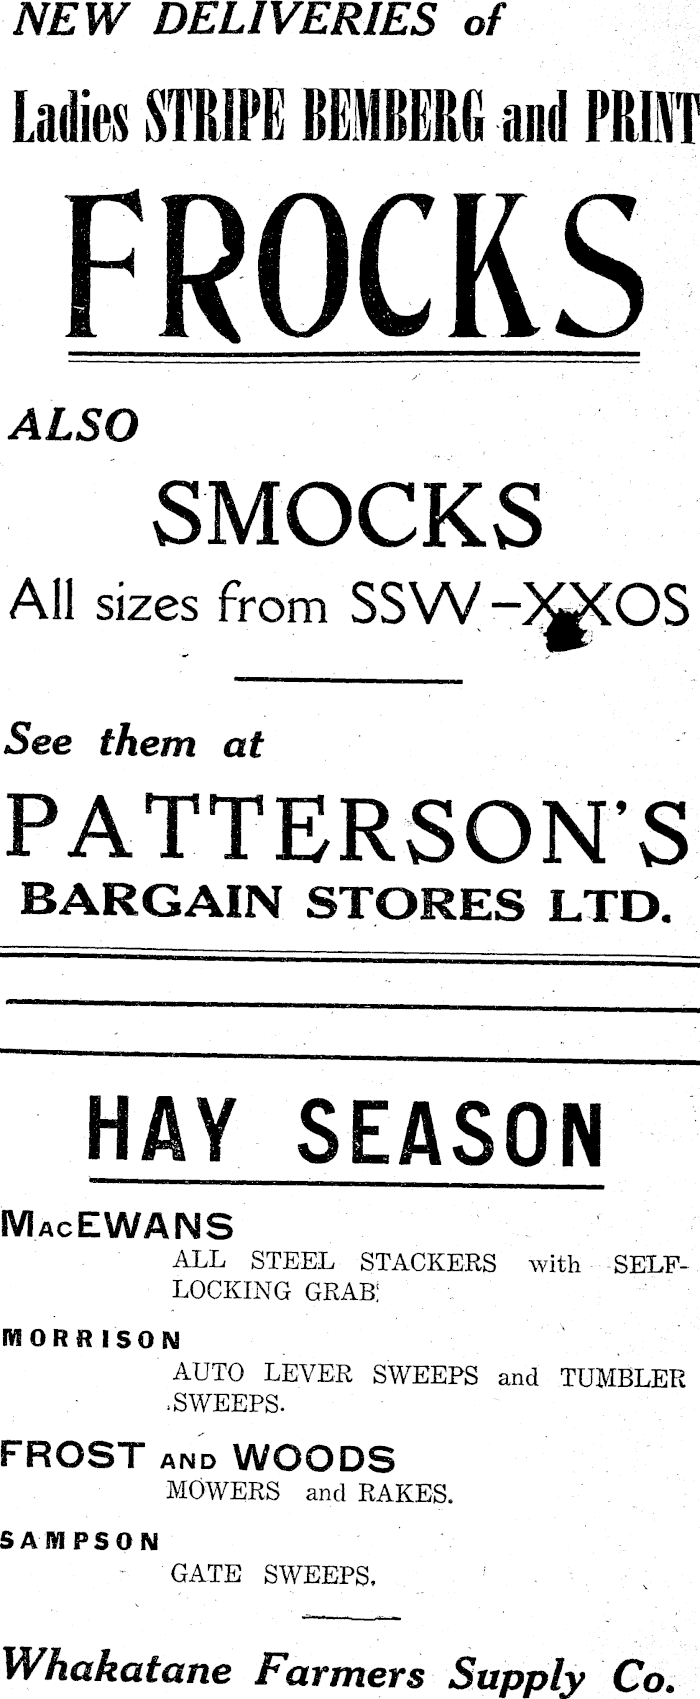 NEW DELIVERIES of
Ladies STRIPE BEMBERG and PRINT
FROCKS
ALSO
SMOCKS
All sizes from SSW-XXOS
See them at
PATTERSON'S
BARGAIN STORES LTD.
HAY SEASON
MacEWANS
ALL STEEL STACKERS with SELF-
LOCKING GRAB.
MORRISON
AUTO LEVER SWEEPS and TUMBLER
SWEEPS.
FROST AND WOODS
MOWERS and RAKES.
SAMPSON
GATE SWEEPS.
Whakatane Farmers Supply Co.